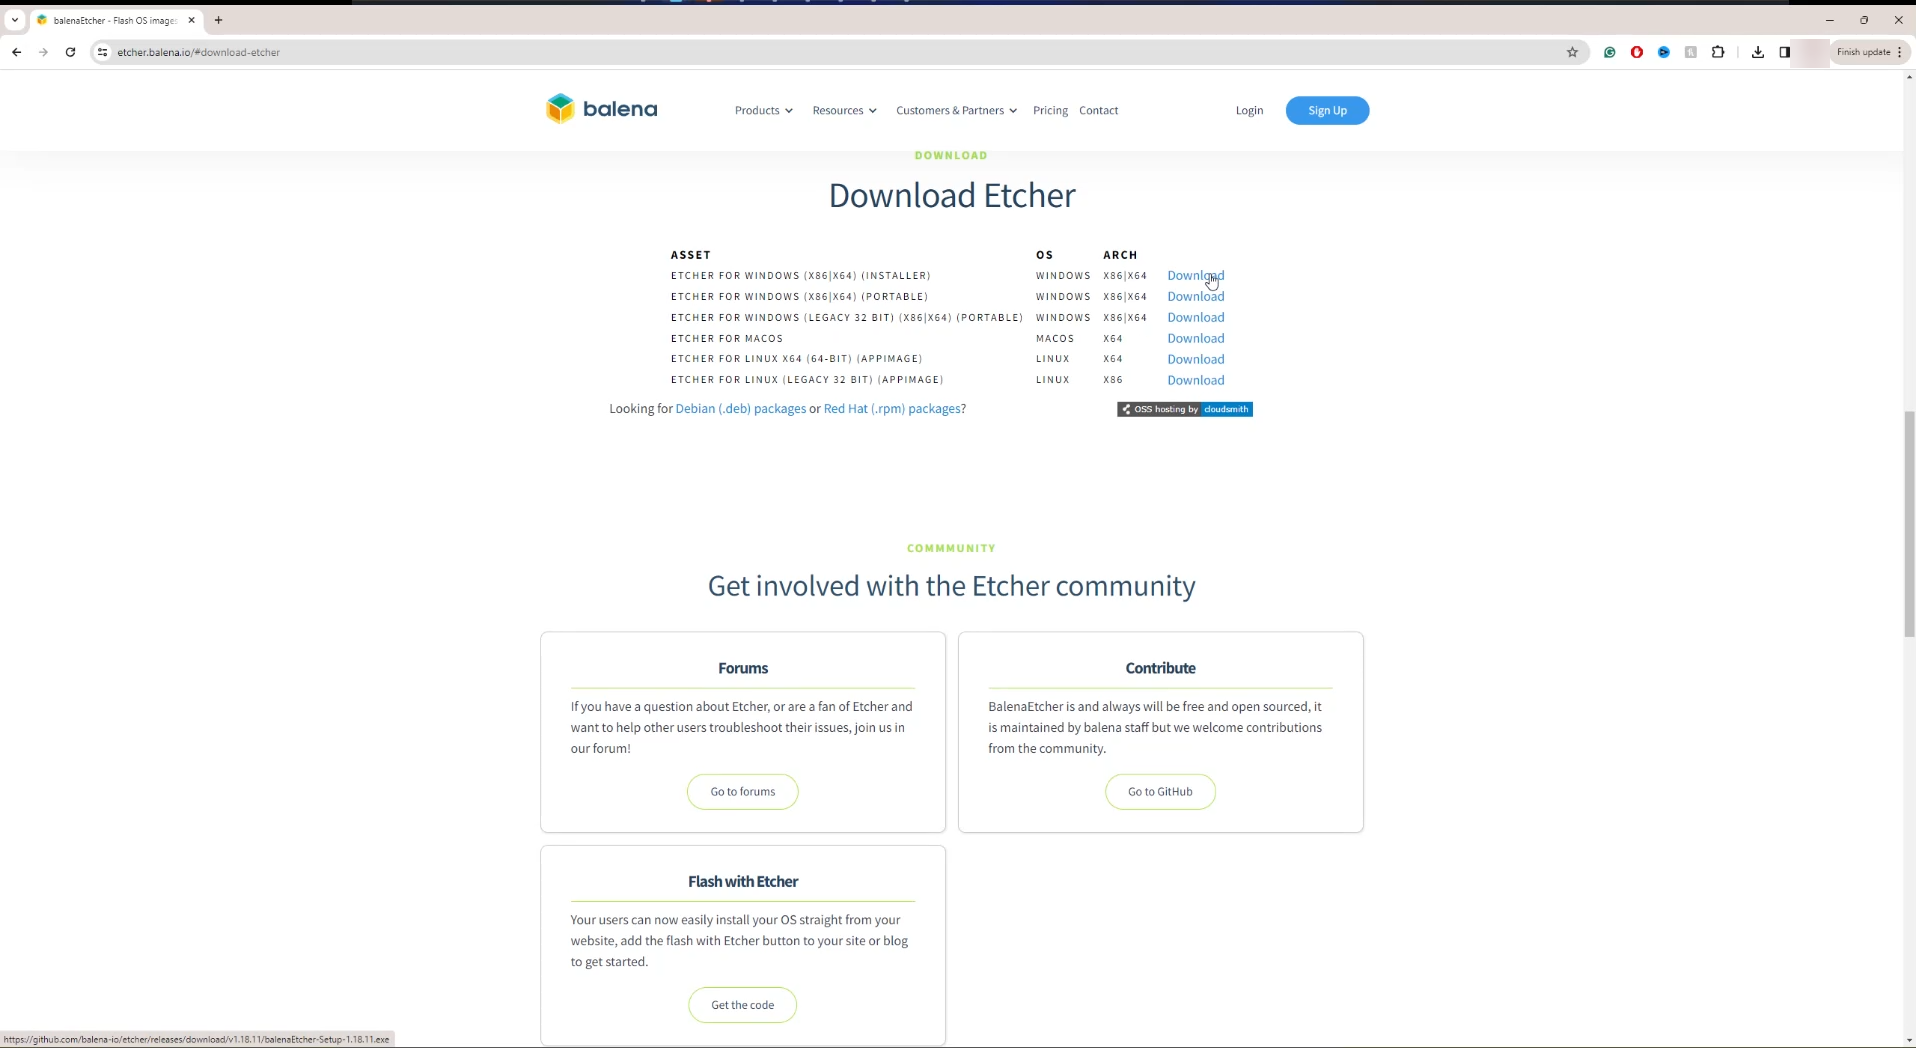 balenaEtcher - Flash OS images
etcher.balena.io/#download-etcher
Finish update
balena
Products
Resources
Customers & Partners
Pricing
Contact
Login
Sign Up
DOWNLOAD
Download Etcher
ASSET OS ARCH
ETCHER FOR WINDOWS (X86|X64) (INSTALLER) WINDOWS X86|X64 Download
ETCHER FOR WINDOWS (X86|X64) (PORTABLE) WINDOWS X86|X64 Download
ETCHER FOR WINDOWS (LEGACY 32 BIT) (X86|X64) (PORTABLE) WINDOWS X86|X64 Download
ETCHER FOR MACOS MACOS X64 Download
ETCHER FOR LINUX X64 (64-BIT) (APPIMAGE) LINUX X64 Download
ETCHER FOR LINUX (LEGACY 32 BIT) (APPIMAGE) LINUX X86 Download
Looking for Debian (.deb) packages or Red Hat (.rpm) packages?
OSS hosting by cloudsmith
COMMMUNITY
Get involved with the Etcher community
Forums
If you have a question about Etcher, or are a fan of Etcher and
want to help other users troubleshoot their issues, join us in
our forum!
Go to forums
Contribute
BalenaEtcher is and always will be free and open sourced, it
is maintained by balena staff but we welcome contributions
from the community.
Go to GitHub
Flash with Etcher
Your users can now easily install your OS straight from your
website, add the flash with Etcher button to your site or blog
to get started.
Get the code
https://github.com/balena-io/etcher/releases/download/v1.18.11/balenaEtcher-Setup-1.18.11.exe